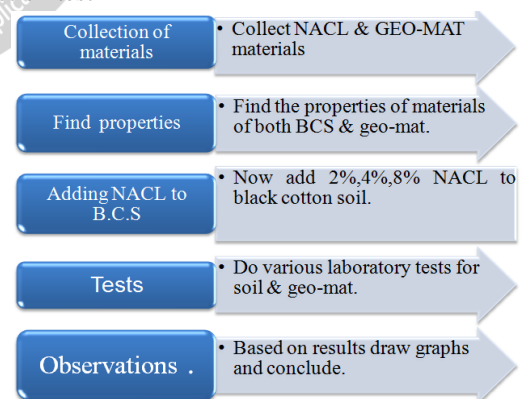 Collection of
materials
• Collect NACL & GEO-MAT
materials
Find properties
• Find the properties of materials
of both BCS & geo-mat.
Adding NACL to
B.C.S
• Now add 2%,4%,8% NACL to
black cotton soil.
Tests
• Do various laboratory tests for
soil & geo-mat.
Observations .
• Based on results draw graphs
and conclude.